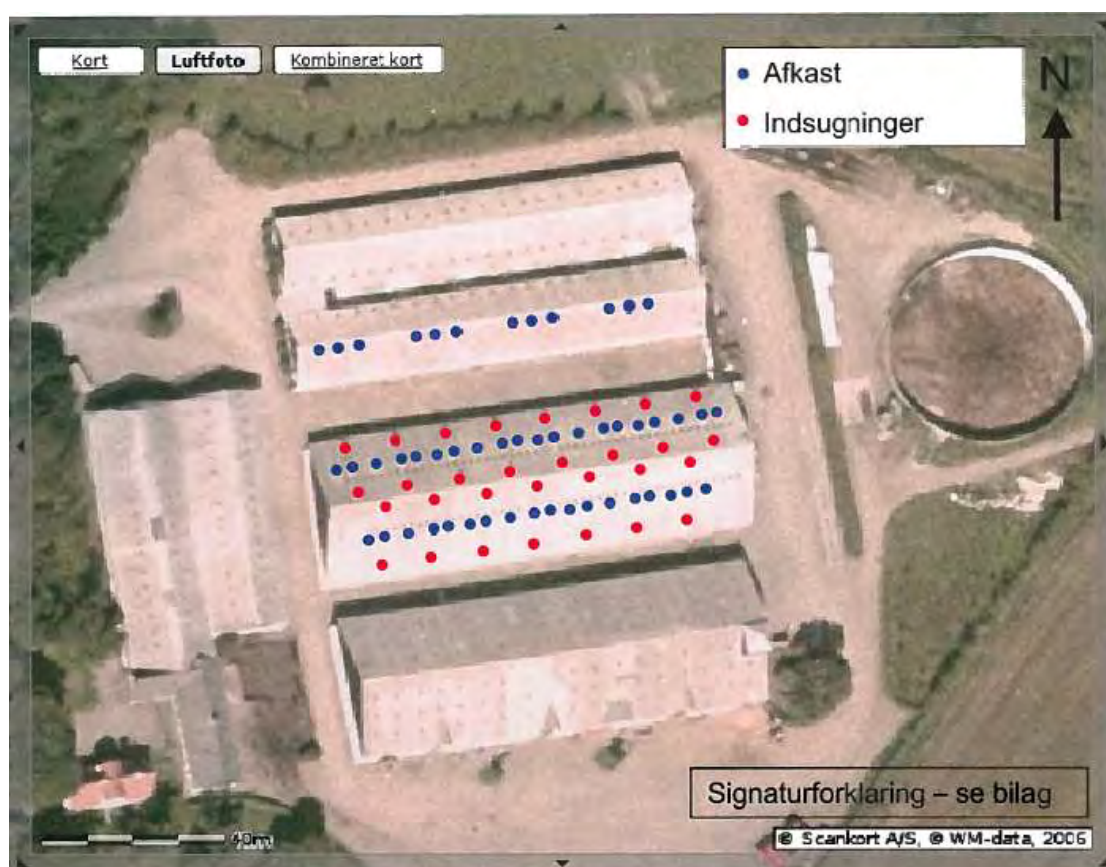 Kort
Luftfoto
Kombineret kort
Afkast
Indsugninger
N
Signaturforklaring – se bilag
40m
© Scankort A/S, © WM-data, 2006